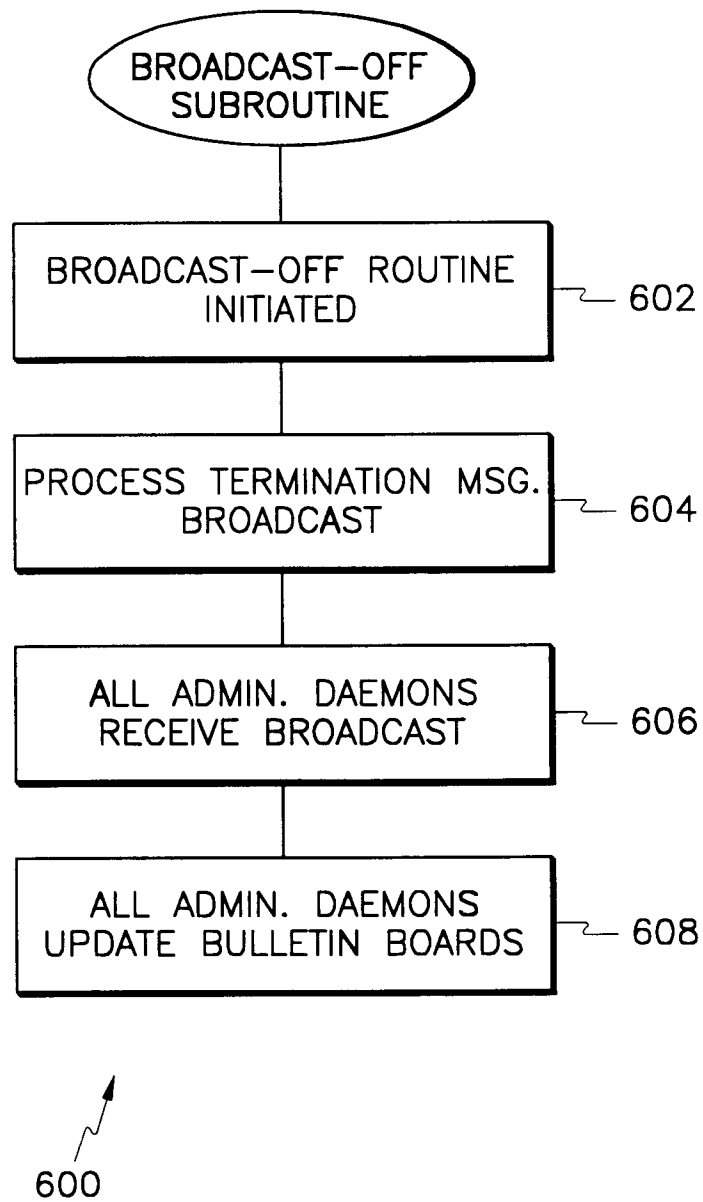 BROADCAST-OFF
SUBROUTINE
BROADCAST-OFF ROUTINE
INITIATED
602
PROCESS TERMINATION MSG.
BROADCAST
604
ALL ADMIN. DAEMONS
RECEIVE BROADCAST
606
ALL ADMIN. DAEMONS
UPDATE BULLETIN BOARDS
608
600